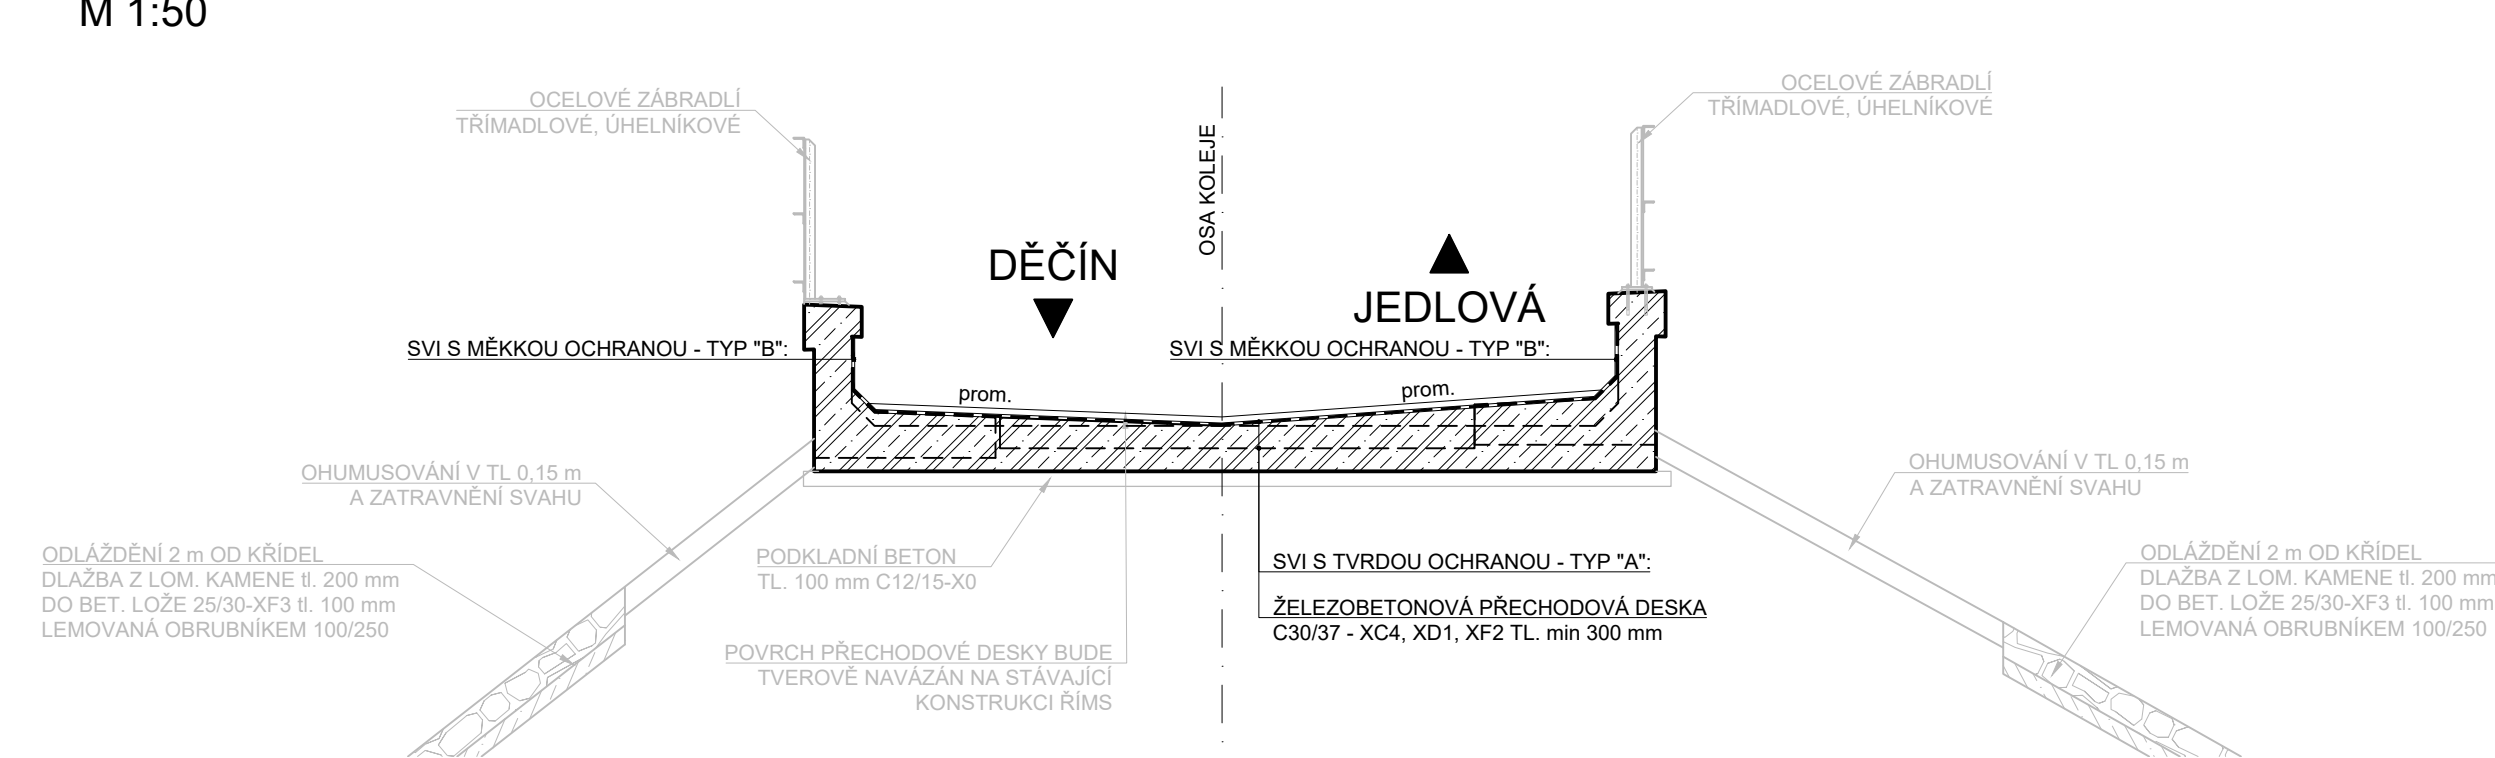 M 1:50
OCELOVÉ ZÁBRADLÍ
TŘÍMADLOVÉ, ÚHELNÍKOVÉ
OSA KOLEJE
OCELOVÉ ZÁBRADLÍ
TŘÍMADLOVÉ, ÚHELNÍKOVÉ
DĚČÍN
JEDLOVÁ
SVI S MĚKKOU OCHRANOU - TYP "B":
SVI S MĚKKOU OCHRANOU - TYP "B":
prom.
prom.
OHUMUSOVÁNÍ V TL 0,15 m
A ZATRAVNĚNÍ SVAHU
OHUMUSOVÁNÍ V TL 0,15 m
A ZATRAVNĚNÍ SVAHU
ODLÁŽDĚNÍ 2 m OD KŘÍDEL
DLAŽBA Z LOM. KAMENE tl. 200 mm
DO BET. LOŽE 25/30-XF3 tl. 100 mm
LEMOVANÁ OBRUBNÍKEM 100/250
PODKLADNÍ BETON
TL. 100 mm C12/15-X0
SVI S TVRDOU OCHRANOU - TYP "A":
ŽELEZOBETONOVÁ PŘECHODOVÁ DESKA
C30/37 - XC4, XD1, XF2 TL. min 300 mm
ODLÁŽDĚNÍ 2 m OD KŘÍDEL
DLAŽBA Z LOM. KAMENE tl. 200 mm
DO BET. LOŽE 25/30-XF3 tl. 100 mm
LEMOVANÁ OBRUBNÍKEM 100/250
POVRCH PŘECHODOVÉ DESKY BUDE
TVEROVĚ NAVÁZÁN NA STÁVAJÍCÍ
KONSTRUKCI ŘÍMS